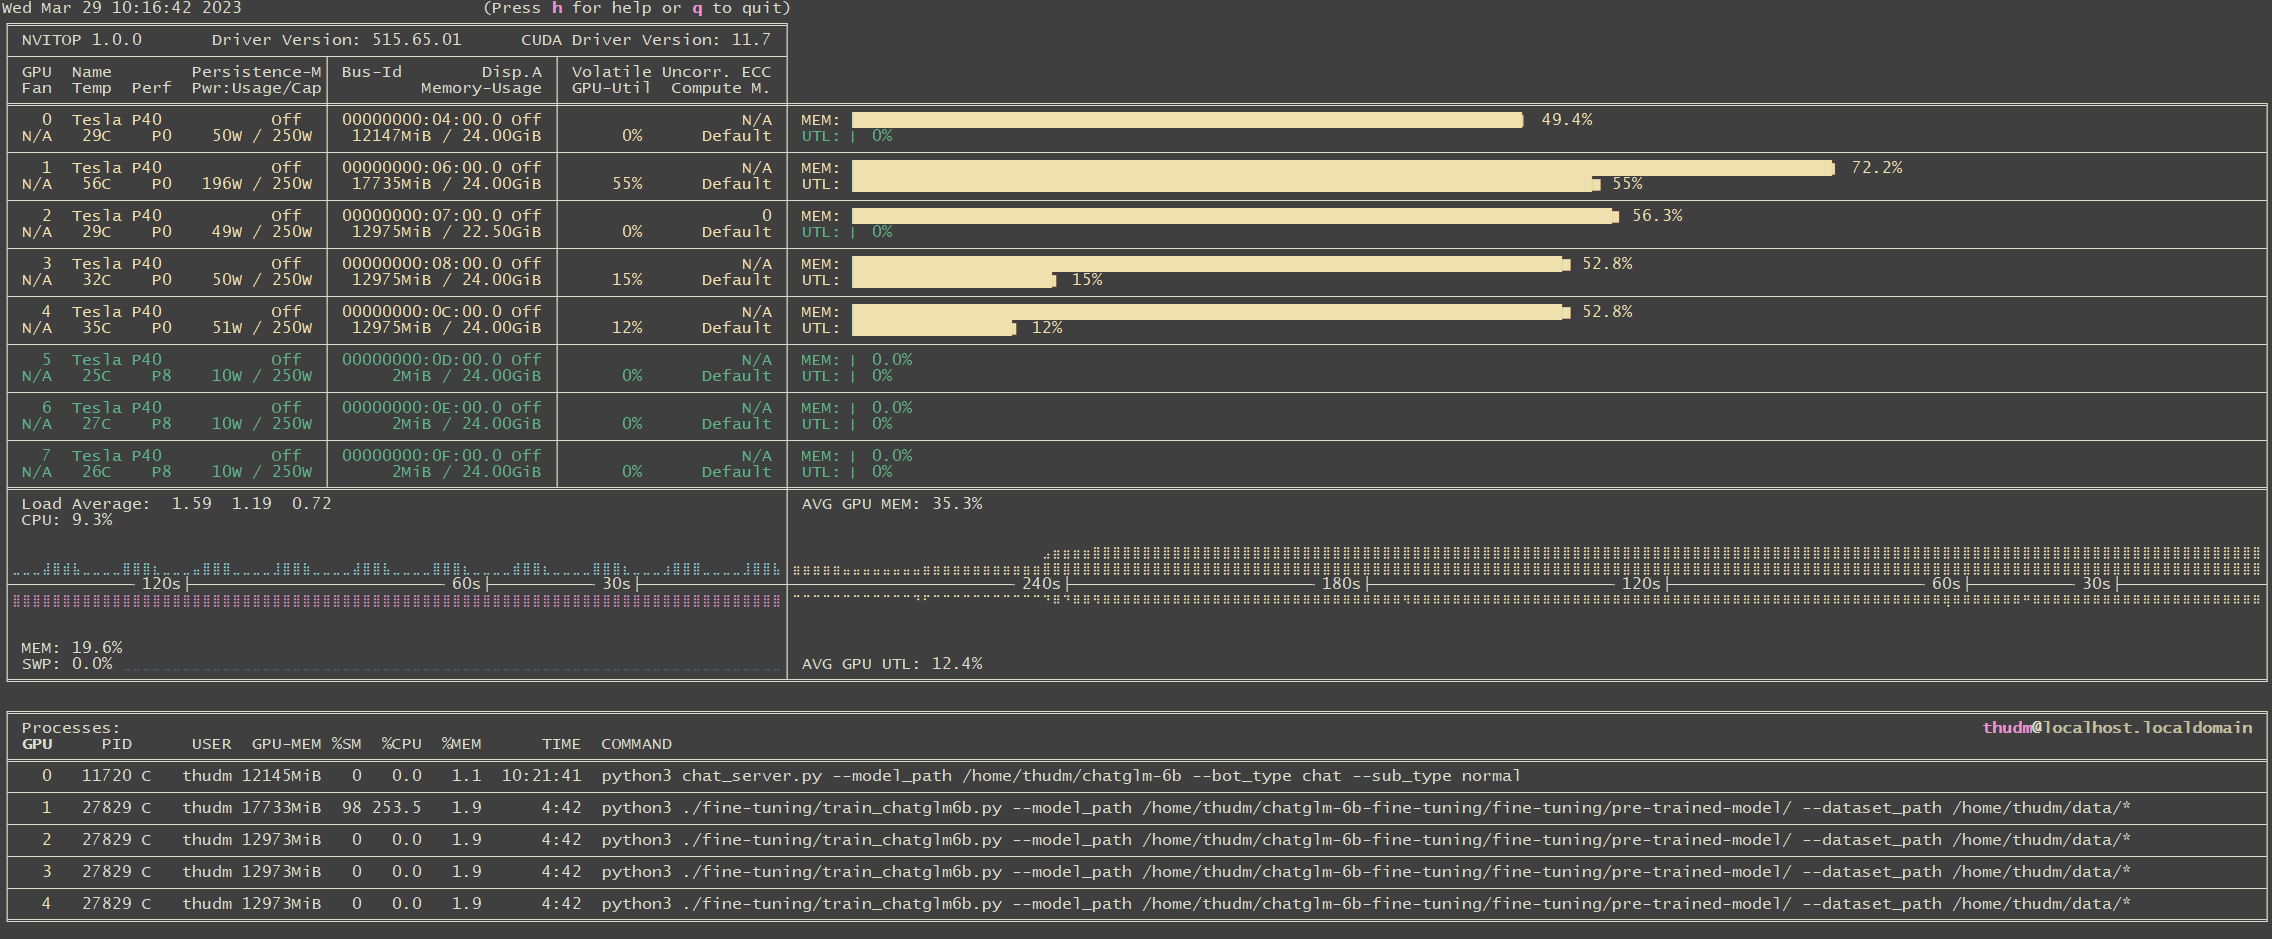 Wed Mar 29 10:16:42 2023 (Press h for help or q to quit)
NVITOP 1.0.0 Driver Version: 515.65.01 CUDA Driver Version: 11.7
GPU Name Persistence-M Bus-Id Disp.A Volatile Uncorr. ECC
Fan Temp Perf Pwr:Usage/Cap Memory-Usage GPU-Util Compute M.
0 Tesla P40 Off 00000000:04:00.0 Off N/A MEM: 49.4%
N/A 29C P0 50W / 250W 12147MiB / 24.00GiB 0% Default UTL: 0%
1 Tesla P40 Off 00000000:06:00.0 Off N/A MEM: 72.2%
N/A 56C P0 196W / 250W 17735MiB / 24.00GiB 55% Default UTL: 55%
2 Tesla P40 Off 00000000:07:00.0 Off 0 MEM: 56.3%
N/A 29C P0 49W / 250W 12975MiB / 22.50GiB 0% Default UTL: 0%
3 Tesla P40 Off 00000000:08:00.0 Off N/A MEM: 52.8%
N/A 32C P0 50W / 250W 12975MiB / 24.00GiB 15% Default UTL: 15%
4 Tesla P40 Off 00000000:0C:00.0 Off N/A MEM: 52.8%
N/A 35C P0 51W / 250W 12975MiB / 24.00GiB 12% Default UTL: 12%
5 Tesla P40 Off 00000000:0D:00.0 Off N/A MEM: 0.0%
N/A 25C P8 10W / 250W 2MiB / 24.00GiB 0% Default UTL: 0%
6 Tesla P40 Off 00000000:0E:00.0 Off N/A MEM: 0.0%
N/A 27C P8 10W / 250W 2MiB / 24.00GiB 0% Default UTL: 0%
7 Tesla P40 Off 00000000:0F:00.0 Off N/A MEM: 0.0%
N/A 26C P8 10W / 250W 2MiB / 24.00GiB 0% Default UTL: 0%
Load Average: 1.59 1.19 0.72 AVG GPU MEM: 35.3%
CPU: 9.3%
120s 60s 30s 240s 180s 120s 60s 30s
MEM: 19.6%
SWP: 0.0% AVG GPU UTL: 12.4%
Processes: thudm@localhost.localdomain
GPU PID USER GPU-MEM %SM %CPU %MEM TIME COMMAND
0 11720 C thudm 12145MiB 0 0.0 1.1 10:21:41 python3 chat_server.py --model_path /home/thudm/chatglm-6b --bot_type chat --sub_type normal
1 27829 C thudm 17733MiB 98 253.5 1.9 4:42 python3 ./fine-tuning/train_chatglm6b.py --model_path /home/thudm/chatglm-6b-fine-tuning/fine-tuning/pre-trained-model/ --dataset_path /home/thudm/data/*
2 27829 C thudm 12973MiB 0 0.0 1.9 4:42 python3 ./fine-tuning/train_chatglm6b.py --model_path /home/thudm/chatglm-6b-fine-tuning/fine-tuning/pre-trained-model/ --dataset_path /home/thudm/data/*
3 27829 C thudm 12973MiB 0 0.0 1.9 4:42 python3 ./fine-tuning/train_chatglm6b.py --model_path /home/thudm/chatglm-6b-fine-tuning/fine-tuning/pre-trained-model/ --dataset_path /home/thudm/data/*
4 27829 C thudm 12973MiB 0 0.0 1.9 4:42 python3 ./fine-tuning/train_chatglm6b.py --model_path /home/thudm/chatglm-6b-fine-tuning/fine-tuning/pre-trained-model/ --dataset_path /home/thudm/data/*